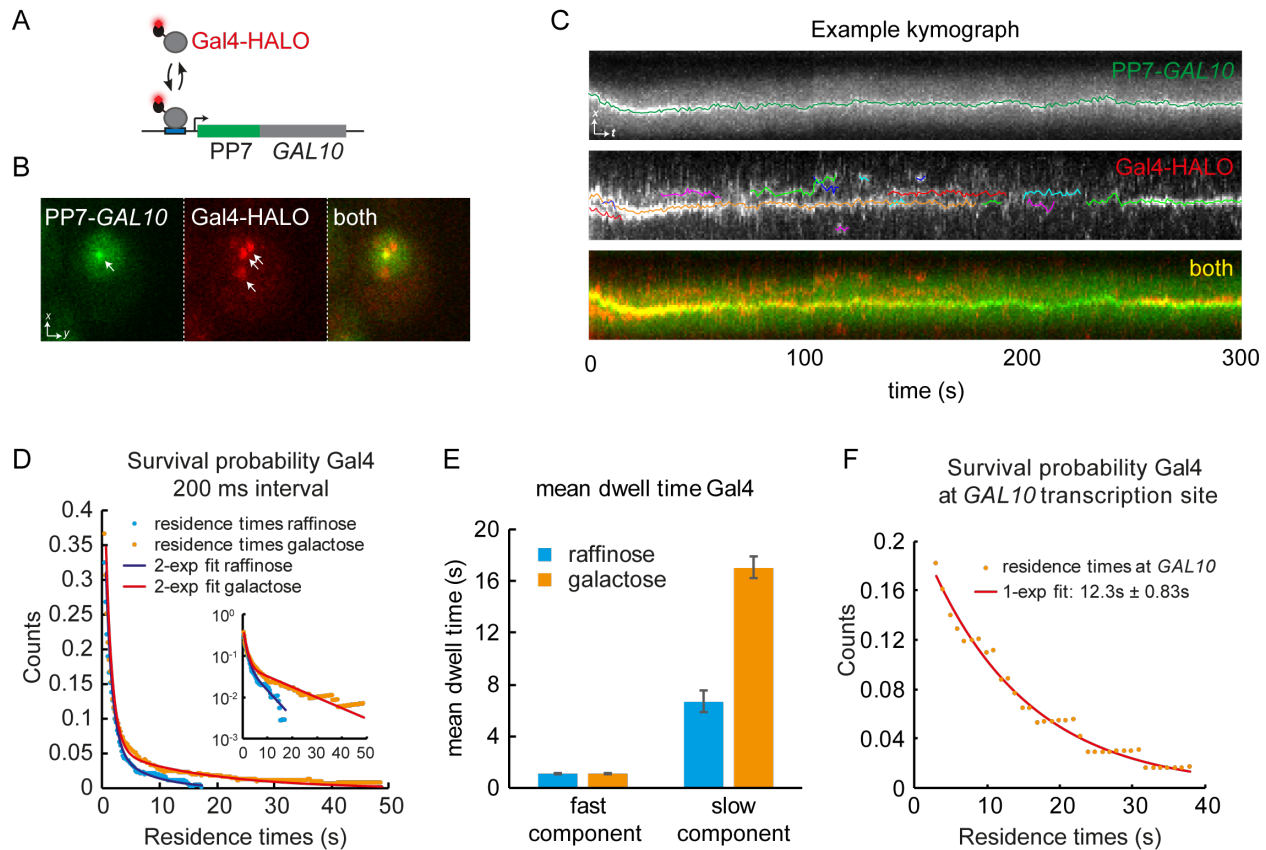 A
Gal4-HALO
PP7 GAL10
B
PP7-GAL10 Gal4-HALO both
x
y
C
Example kymograph
PP7-GAL10
x
t
Gal4-HALO
both
0 100 200 300
time (s)
D
Survival probability Gal4
200 ms interval
residence times raffinose
residence times galactose
2-exp fit raffinose
2-exp fit galactose
Counts
0.4
0.35
0.3
0.25
0.2
0.15
0.1
0.05
0
0 10 20 30 40 50
Residence times (s)
10^0
10^-1
10^-2
10^-3
0 10 20 30 40 50
E
mean dwell time Gal4
raffinose
galactose
mean dwell time (s)
20
16
12
8
4
0
fast
component
slow
component
F
Survival probability Gal4
at GAL10 transcription site
residence times at GAL10
1-exp fit: 12.3s ± 0.83s
Counts
0.2
0.16
0.12
0.08
0.04
0
0 10 20 30 40
Residence times (s)